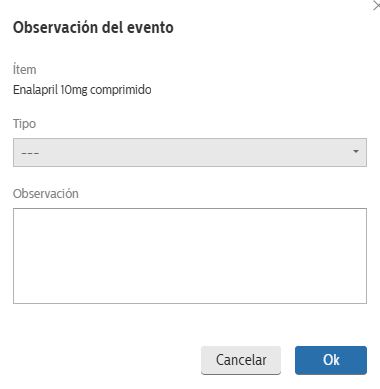 Observación del evento
Ítem
Enalapril 10mg comprimido
Tipo
---
Observación
Cancelar
Ok